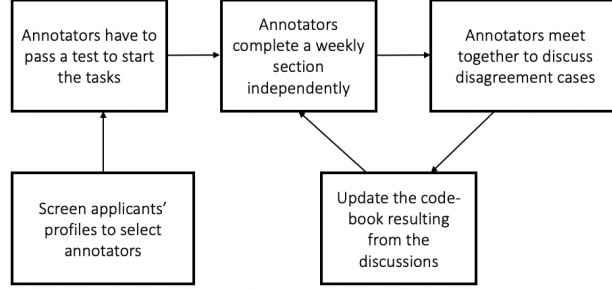 Annotators have to
pass a test to start
the tasks
Annotators
complete a weekly
section
independently
Annotators meet
together to discuss
disagreement cases
Screen applicants’
profiles to select
annotators
Update the code-
book resulting
from the
discussions